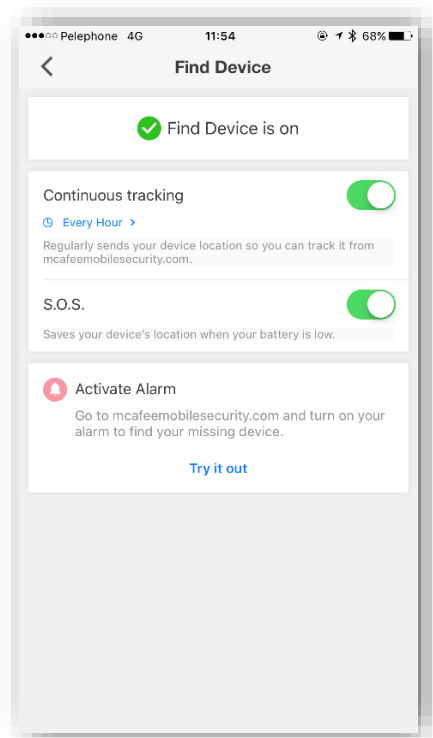 Pelephone 4G 11:54 68%
Find Device
Find Device is on
Continuous tracking
Every Hour >
Regularly sends your device location so you can track it from
mcafeemobilesecurity.com.
S.O.S.
Saves your device's location when your battery is low.
Activate Alarm
Go to mcafeemobilesecurity.com and turn on your
alarm to find your missing device.
Try it out